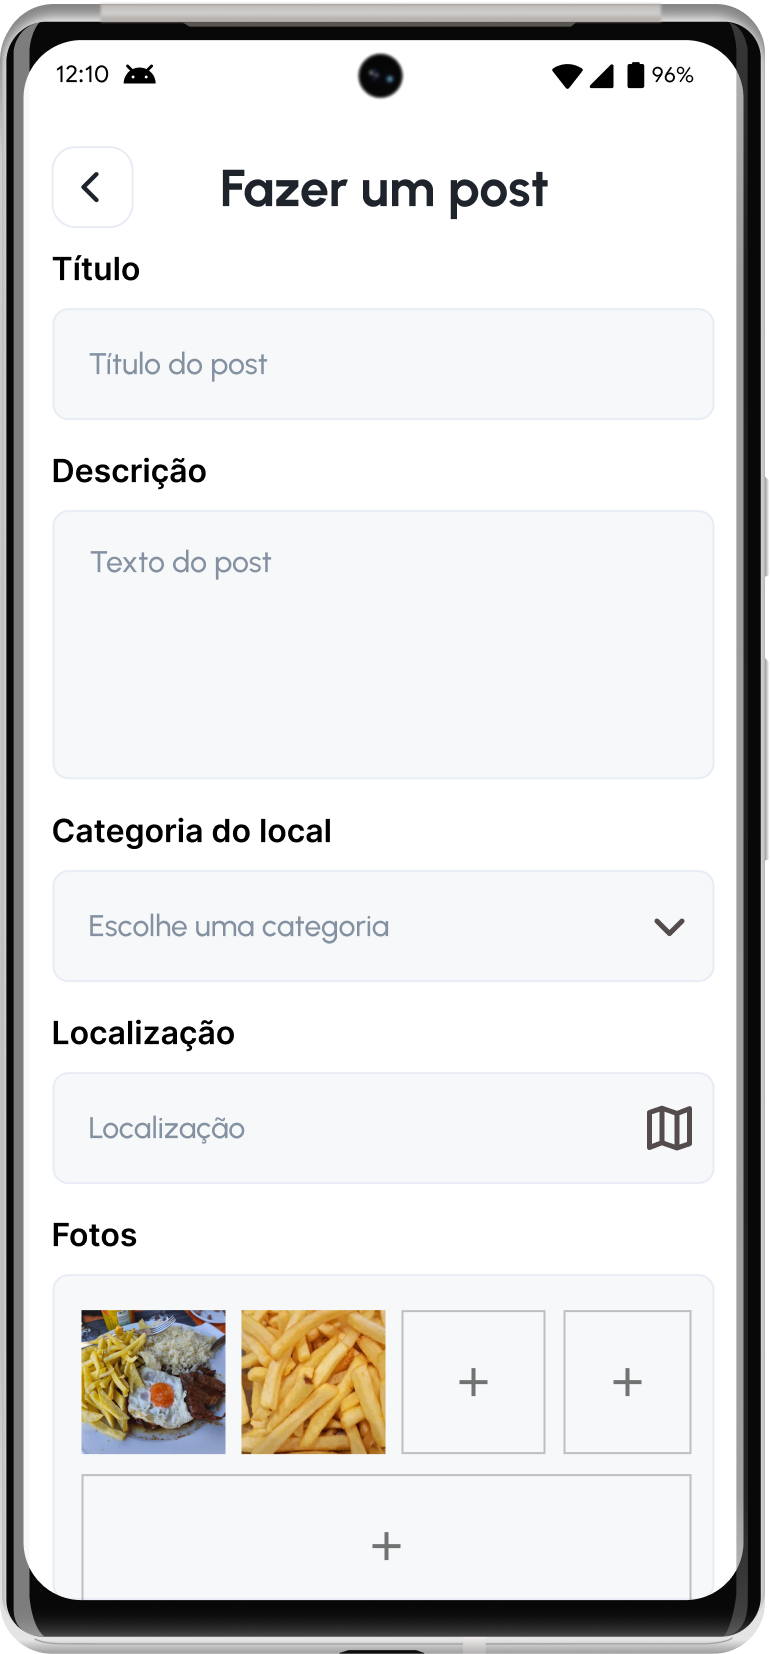 12:10
96%
Fazer um post
Título
Título do post
Descrição
Texto do post
Categoria do local
Escolhe uma categoria
Localização
Localização
Fotos
+
+
+